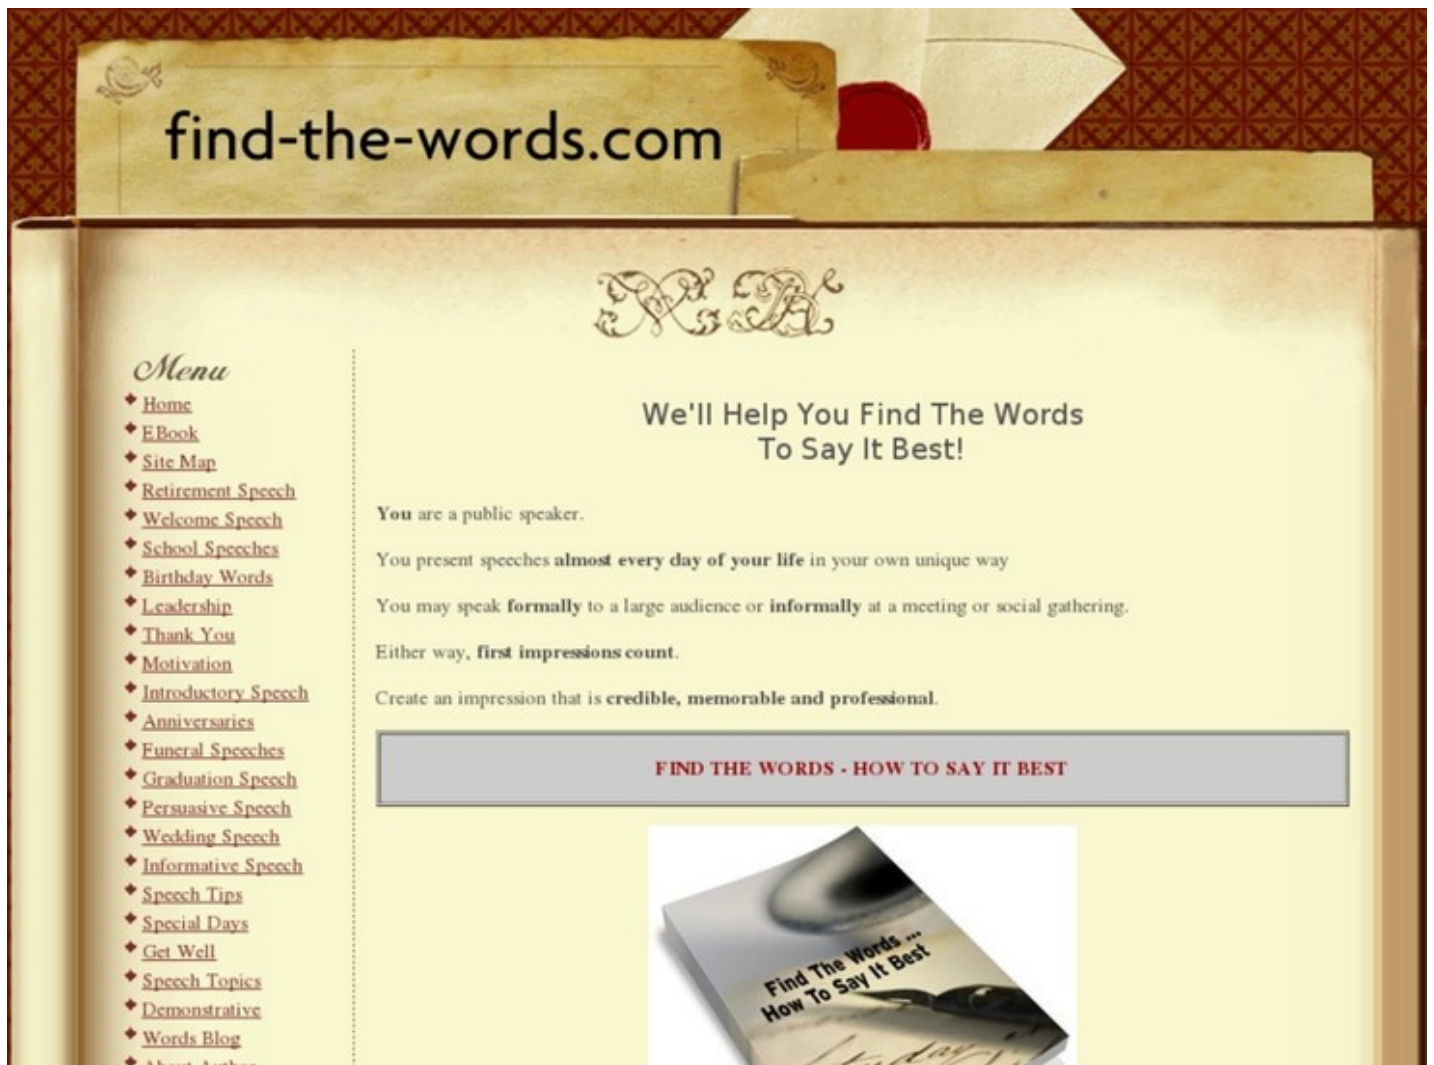 find-the-words.com
Menu
Home
EBook
Site Map
Retirement Speech
Welcome Speech
School Speeches
Birthday Words
Leadership
Thank You
Motivation
Introductory Speech
Anniversaries
Funeral Speeches
Graduation Speech
Persuasive Speech
Wedding Speech
Informative Speech
Speech Tips
Special Days
Get Well
Speech Topics
Demonstrative
Words Blog
About Author
We'll Help You Find The Words
To Say It Best!
You are a public speaker.
You present speeches almost every day of your life in your own unique way
You may speak formally to a large audience or informally at a meeting or social gathering.
Either way, first impressions count.
Create an impression that is credible, memorable and professional.
FIND THE WORDS - HOW TO SAY IT BEST
Find The Words ...
How To Say It Best